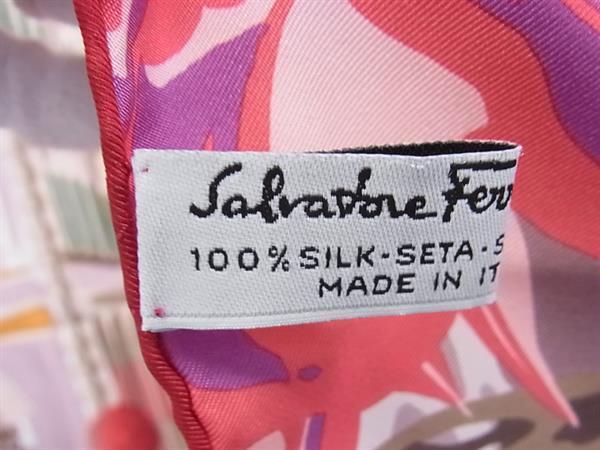 Salvatore Fer
100% SILK-SETA-S
MADE IN IT